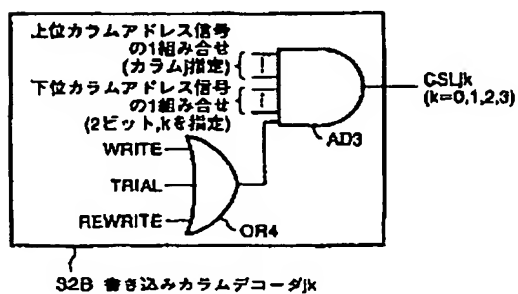 上位カラムアドレス信号
の1組み合せ
(カラムj指定)
下位カラムアドレス信号
の1組み合せ
(2ビット,kを指定)
WRITE
TRIAL
REWRITE
OR4
AD3
CSLjk
(k=0,1,2,3)
32B 書き込みカラムデコーダjk